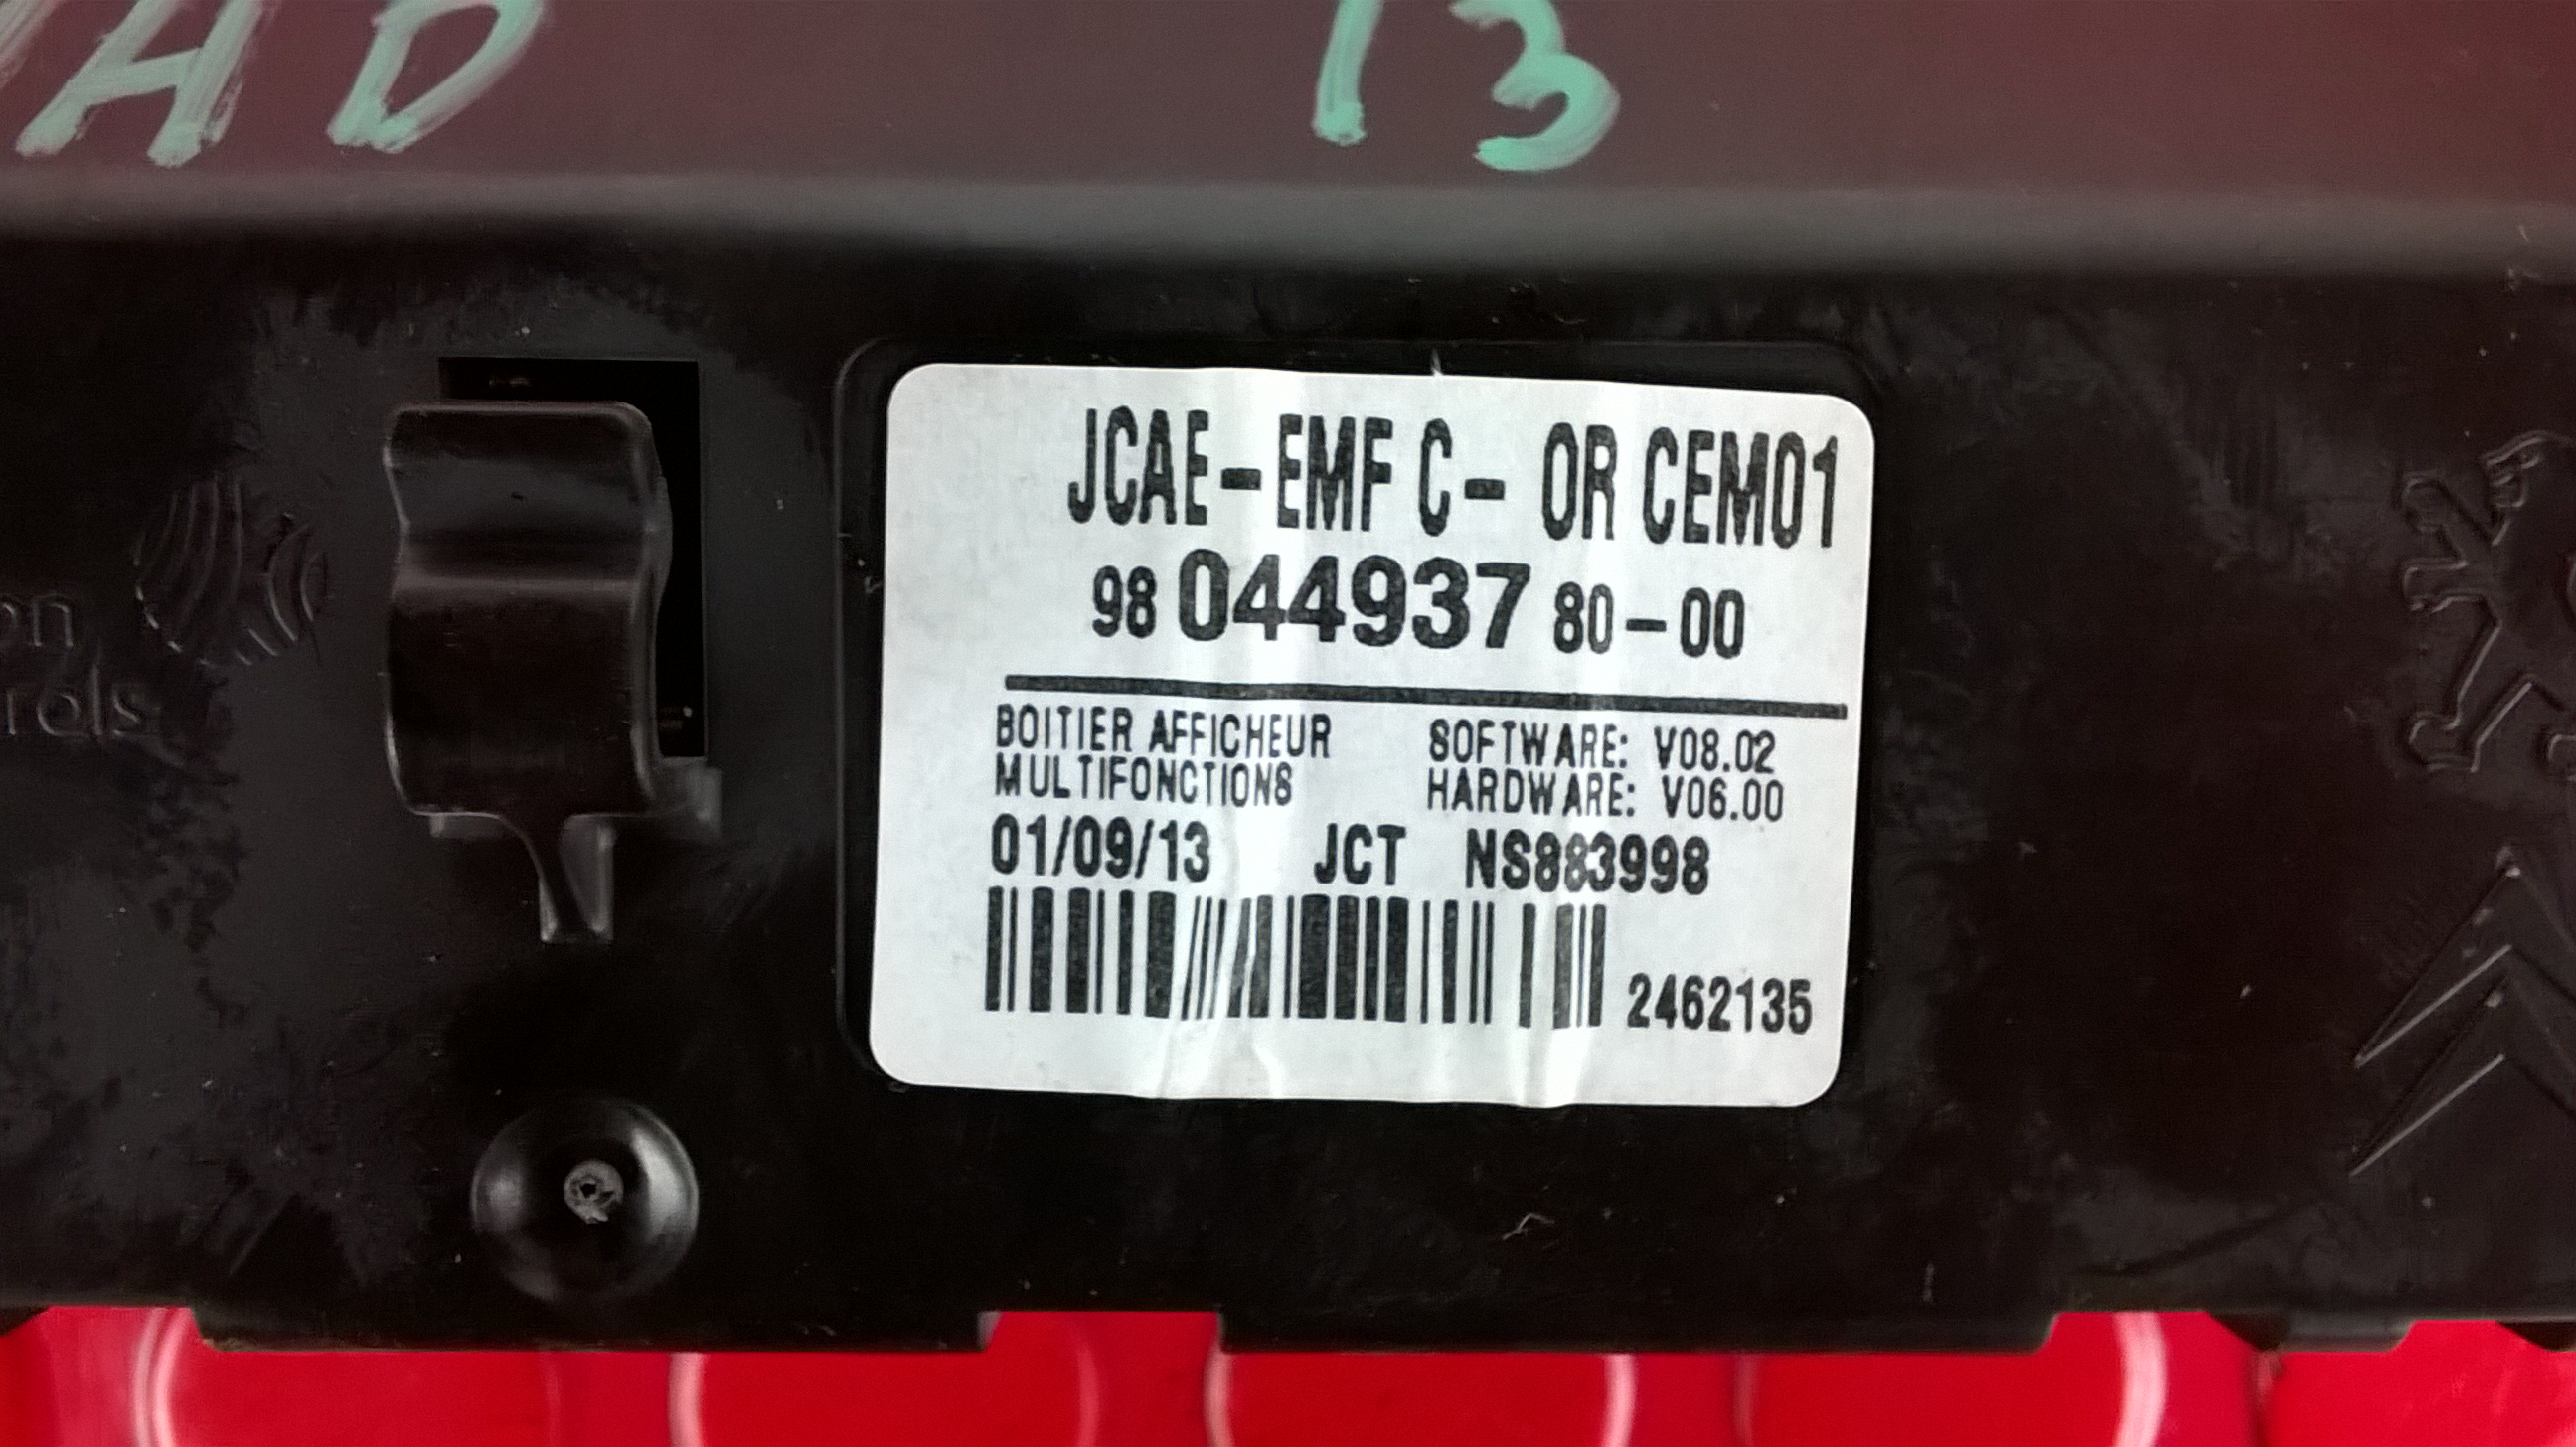 AD 13
JCAE-EMF C- OR CEM01
98 044937 80-00
BOITIER AFFICHEUR SOFTWARE: V08.02
MULTIFONCTIONS HARDWARE: V06.00
01/09/13 JCT NS883998
2462135